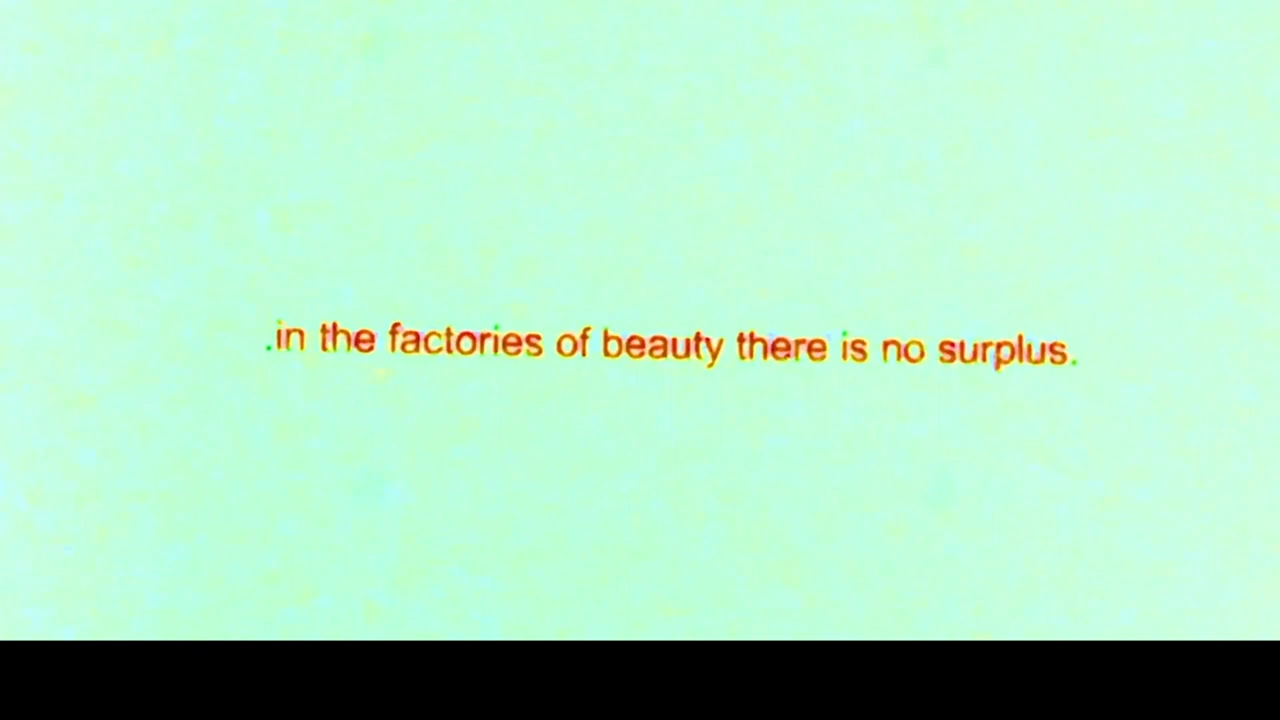 .in the factories of beauty there is no surplus.